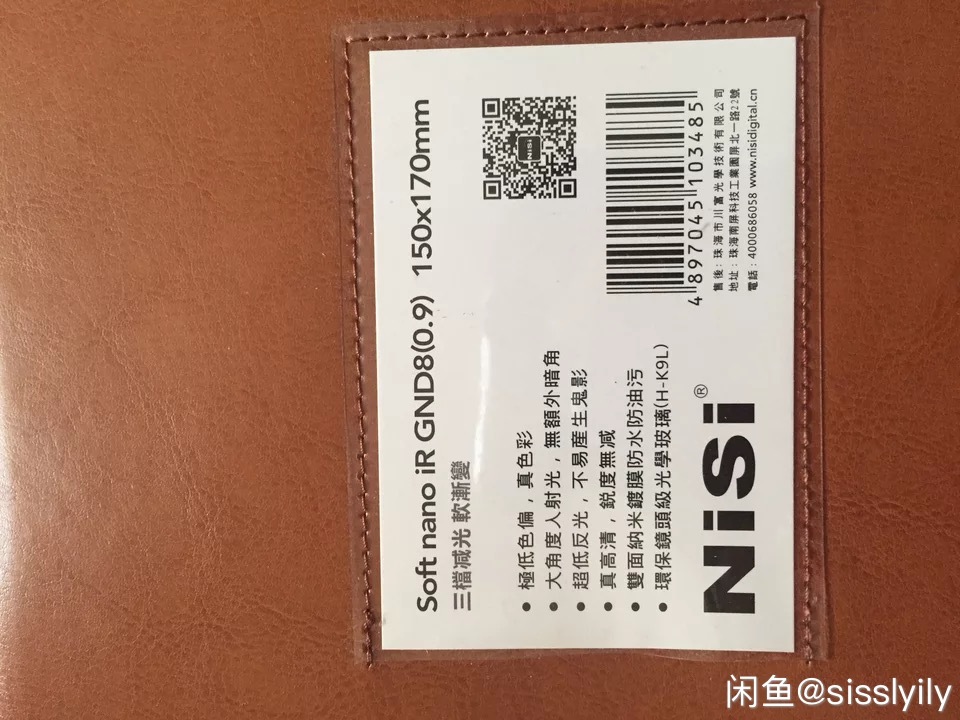 Soft nano iR GND8(0.9) 150x170mm
三檔减光 軟漸變
• 極低色偏，真色彩
• 大角度入射光，無額外暗角
• 超低反光，不易産生鬼影
• 真高清，鋭度無减
• 雙面納米鍍膜防水防油污
• 環保鏡頭級光學玻璃(H-K9L)
NiSi®
NiSi
4 897045 103485
售後：珠海市川富光學技術有限公司
地址：珠海南屏科技工業園屏北一路22號
電話：4000686058 www.nisidigital.cn
闲鱼@sisslyily